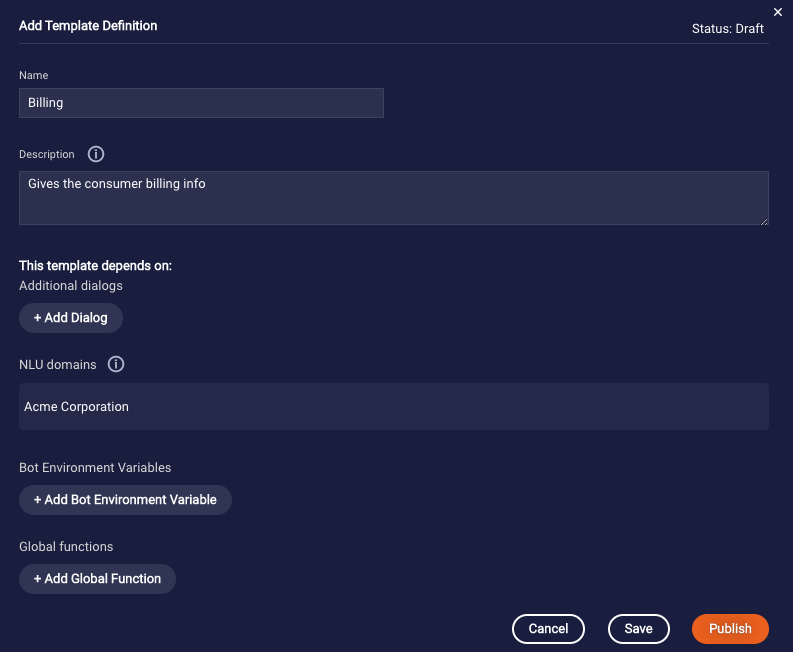 Add Template Definition
Status: Draft
Name
Billing
Description
Gives the consumer billing info
This template depends on:
Additional dialogs
+ Add Dialog
NLU domains
Acme Corporation
Bot Environment Variables
+ Add Bot Environment Variable
Global functions
+ Add Global Function
Cancel Save Publish